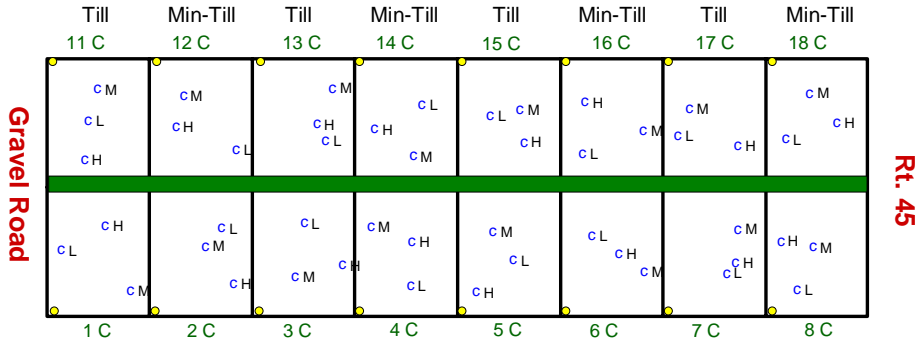 Till Min-Till Till Min-Till Till Min-Till Till Min-Till
11 C 12 C 13 C 14 C 15 C 16 C 17 C 18 C
Gravel Road
Rt. 45
c M
c L
c H
c M
c H
c L
c M
c H
c L
c L
c H
c M
c L
c M
c H
c H
c M
c L
c M
c L
c H
c M
c H
c L
c H
c L
c M
c L
c M
c H
c L
c H
c M
c M
c H
c L
c M
c L
c H
c L
c H
c M
c M
c H
c L
c H
c M
c L
1 C 2 C 3 C 4 C 5 C 6 C 7 C 8 C